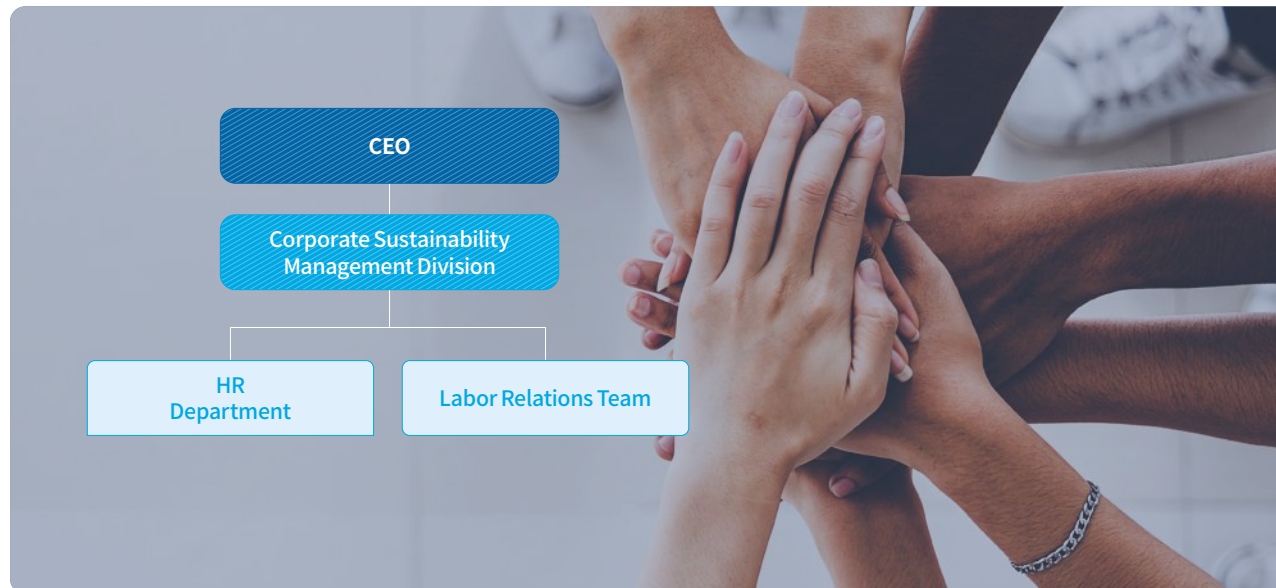 CEO
Corporate Sustainability
Management Division
HR
Department
Labor Relations Team